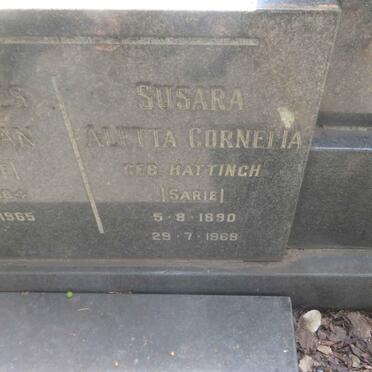 SUSARA
ALETTA CORNELIA
GEB. HATTINGH
[SARIE]
5-8-1890
29-7-1968
1965